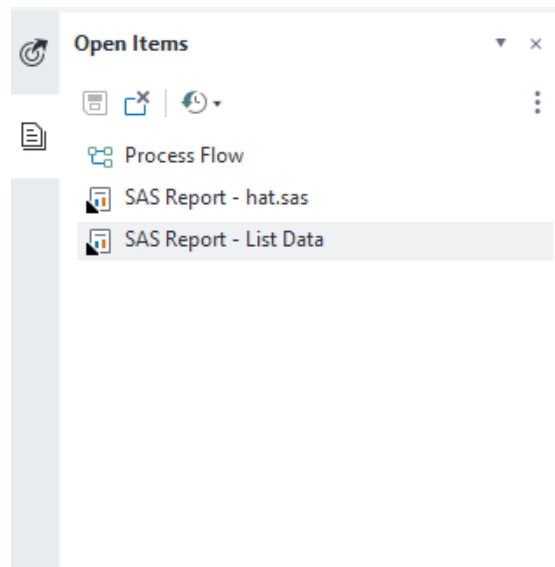 Open Items
Process Flow
SAS Report - hat.sas
SAS Report - List Data